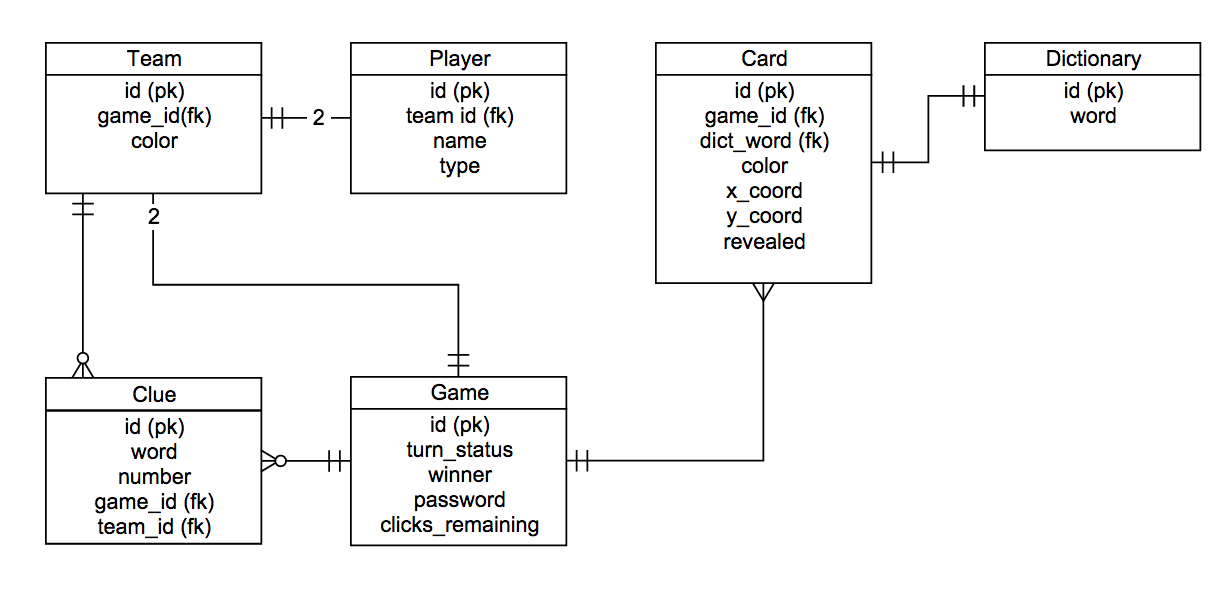 Team
id (pk)
game_id(fk)
color
2
Player
id (pk)
team id (fk)
name
type
Card
id (pk)
game_id (fk)
dict_word (fk)
color
x_coord
y_coord
revealed
Dictionary
id (pk)
word
2
Clue
id (pk)
word
number
game_id (fk)
team_id (fk)
Game
id (pk)
turn_status
winner
password
clicks_remaining